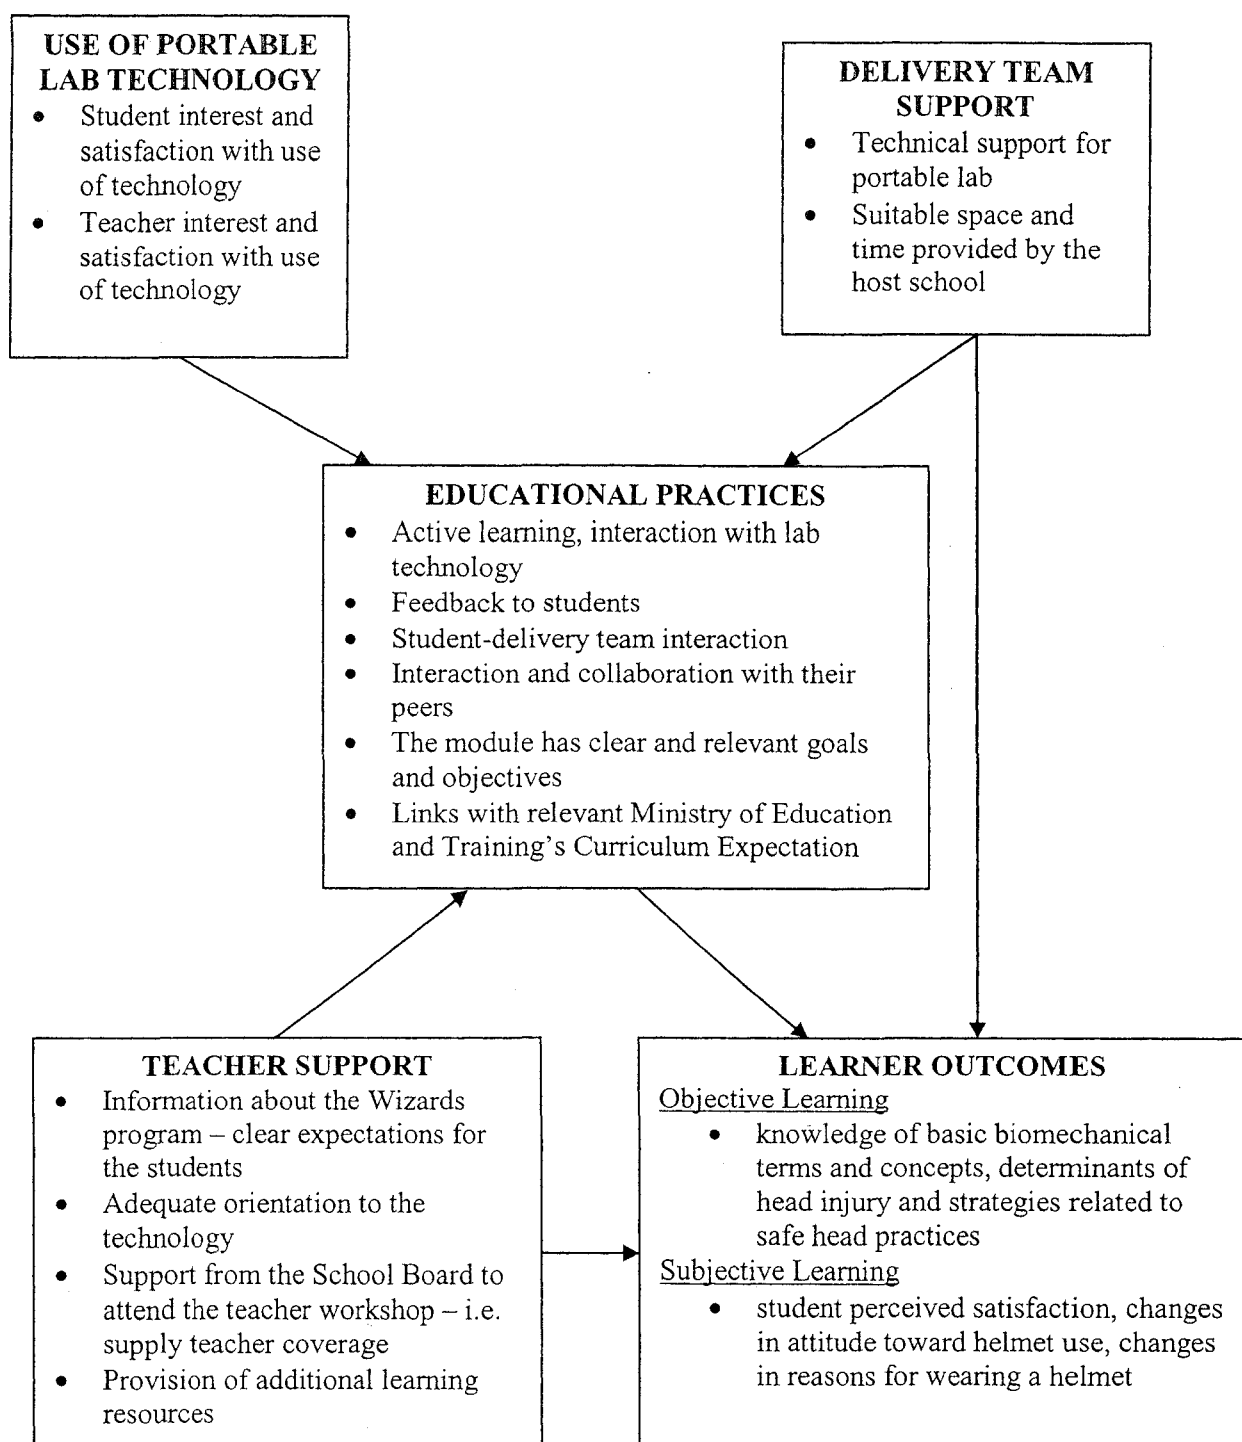 USE OF PORTABLE
LAB TECHNOLOGY
• Student interest and
satisfaction with use
of technology
• Teacher interest and
satisfaction with use
of technology
DELIVERY TEAM
SUPPORT
• Technical support for
portable lab
• Suitable space and
time provided by the
host school
EDUCATIONAL PRACTICES
• Active learning, interaction with lab
technology
• Feedback to students
• Student-delivery team interaction
• Interaction and collaboration with their
peers
• The module has clear and relevant goals
and objectives
• Links with relevant Ministry of Education
and Training's Curriculum Expectation
TEACHER SUPPORT
• Information about the Wizards
program – clear expectations for
the students
• Adequate orientation to the
technology
• Support from the School Board to
attend the teacher workshop – i.e.
supply teacher coverage
• Provision of additional learning
resources
LEARNER OUTCOMES
Objective Learning
• knowledge of basic biomechanical
terms and concepts, determinants of
head injury and strategies related to
safe head practices
Subjective Learning
• student perceived satisfaction, changes
in attitude toward helmet use, changes
in reasons for wearing a helmet